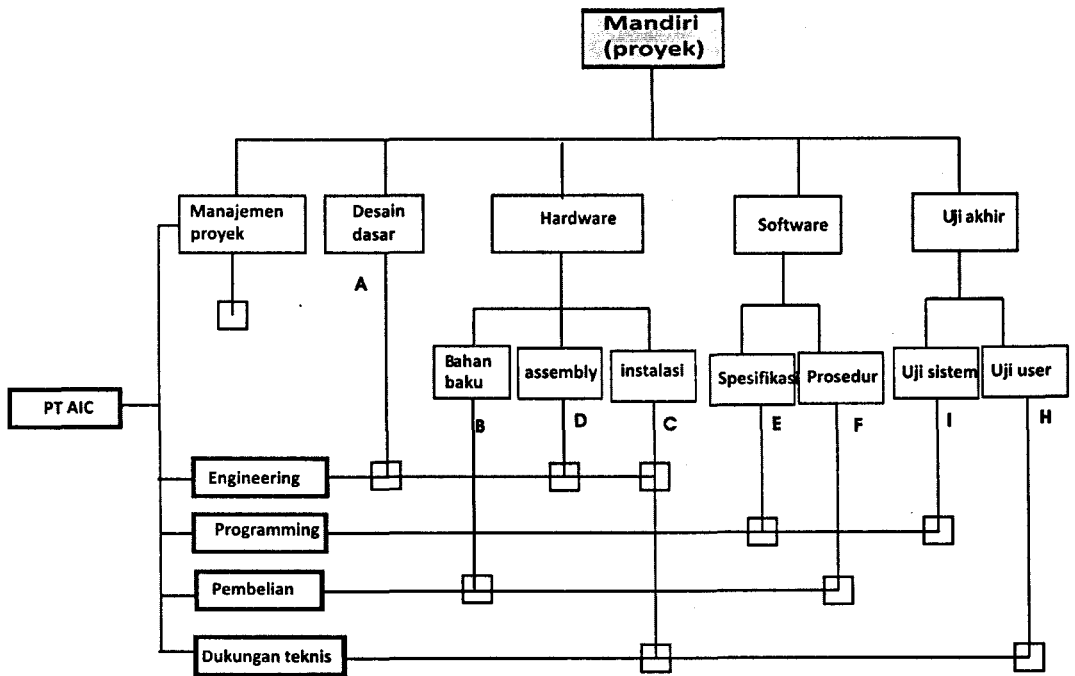 Mandiri
(proyek)
Manajemen
proyek
Desain
dasar
Hardware
Software
Uji akhir
A
Bahan
baku
assembly
instalasi
Spesifikasi
Prosedur
Uji sistem
Uji user
PT AIC
B
D
C
E
F
I
H
Engineering
Programming
Pembelian
Dukungan teknis